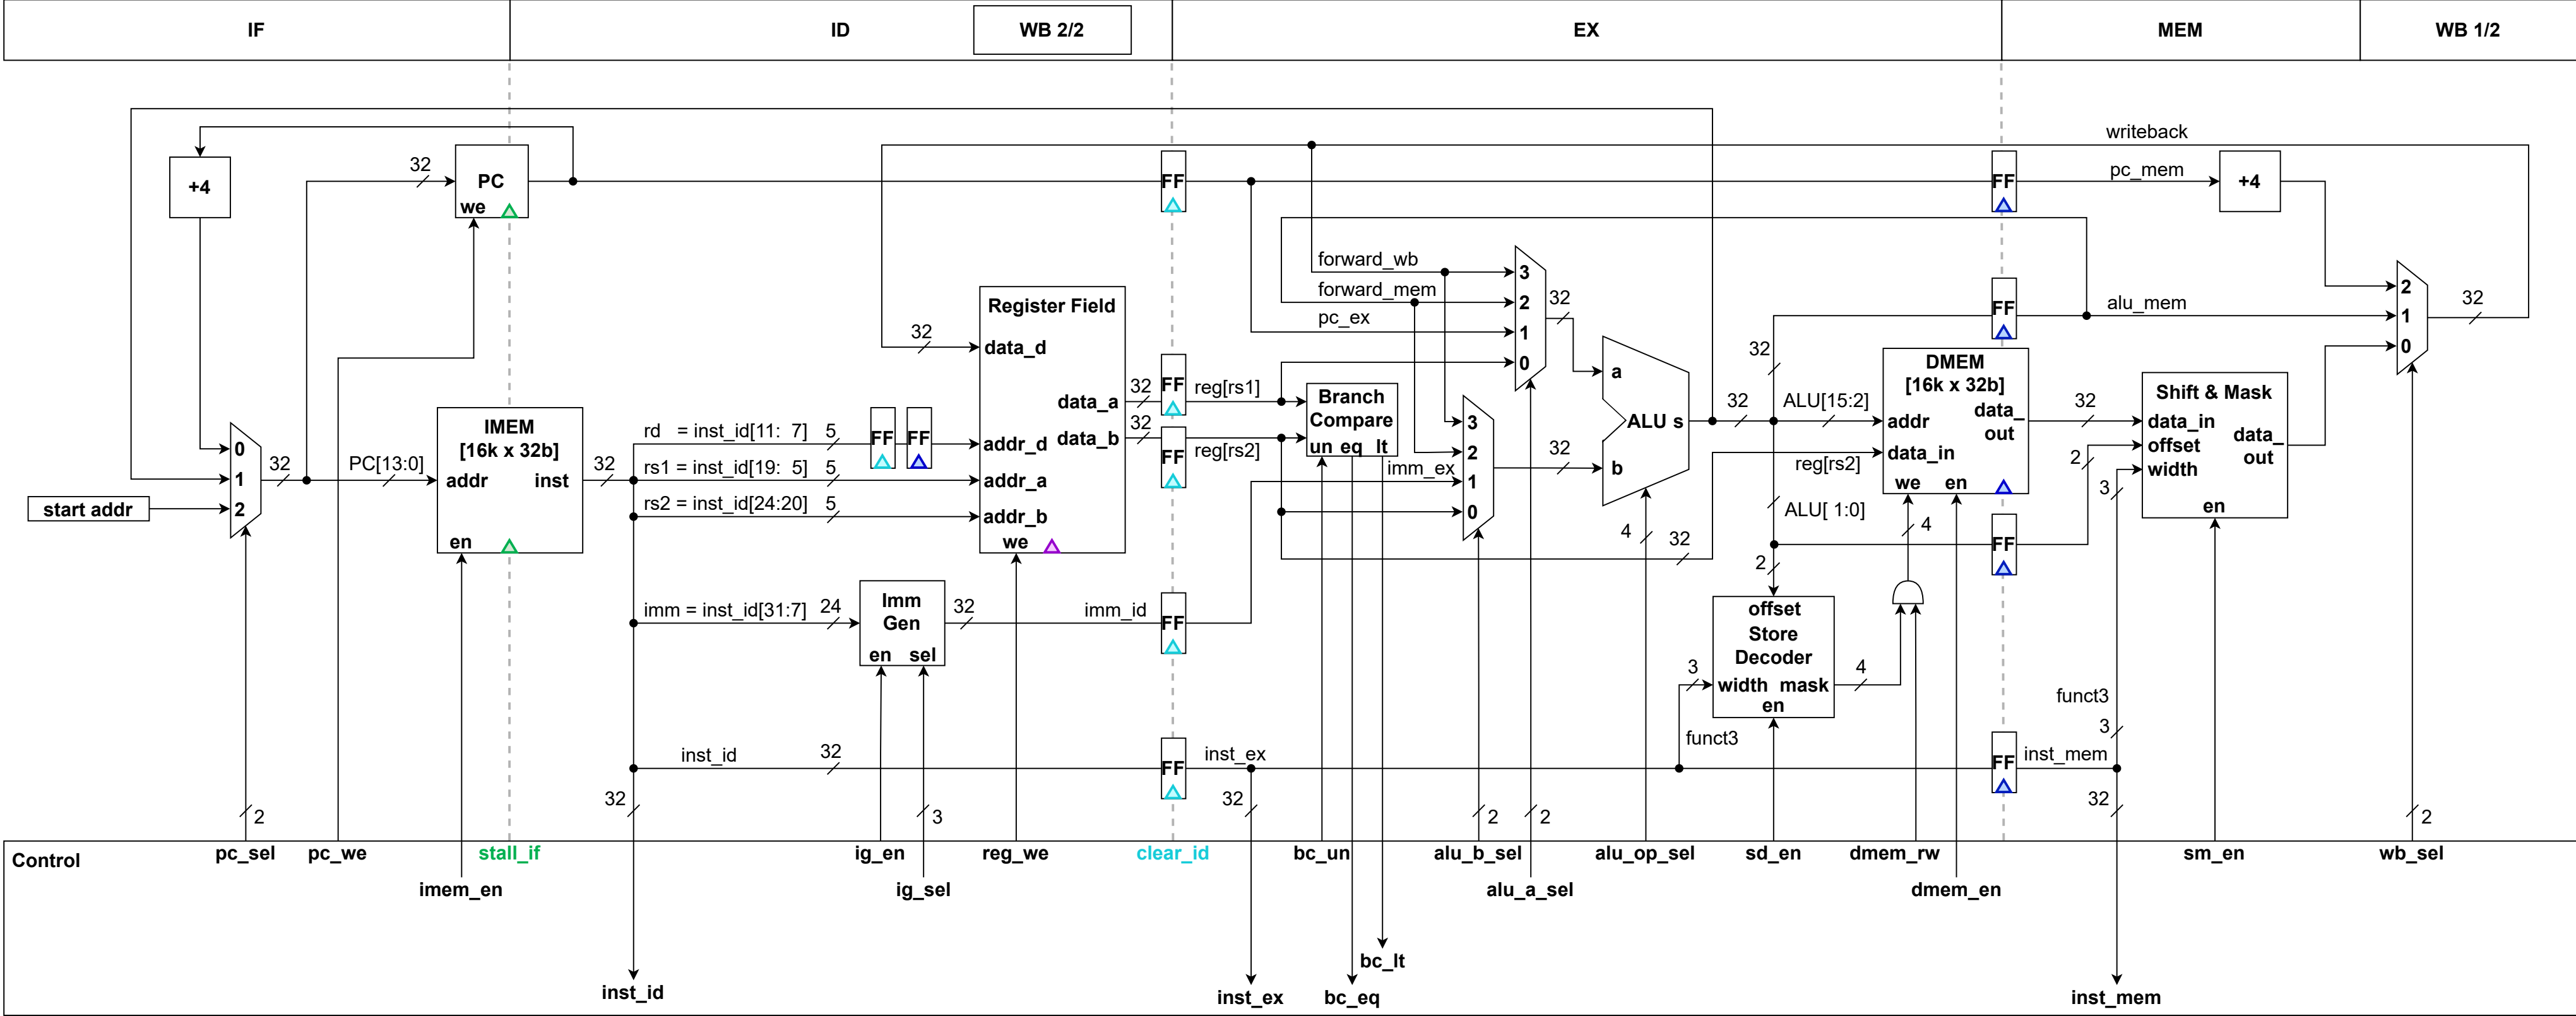 IF
ID
WB 2/2
EX
MEM
WB 1/2
writeback
+4
32
PC
we
FF
FF
pc_mem
+4
forward_wb
forward_mem
pc_ex
3
2
1
0
32
FF
alu_mem
2
1
0
32
Register Field
data_d
32
data_a
data_b
addr_d
addr_a
addr_b
we
32
FF
reg[rs1]
32
FF
reg[rs2]
Branch
Compare
un eq lt
imm_ex
3
2
1
0
32
a
b
ALU s
32
32
ALU[15:2]
DMEM
[16k x 32b]
addr
data_
out
data_in
we en
reg[rs2]
ALU[ 1:0]
4
32
Shift & Mask
data_in
offset
width
data_
out
en
2
3
0
1
2
start addr
32
PC[13:0]
IMEM
[16k x 32b]
addr inst
en
32
rd = inst_id[11: 7] 5
FF
FF
rs1 = inst_id[19: 5] 5
rs2 = inst_id[24:20] 5
imm = inst_id[31:7] 24
Imm
Gen
en sel
32
imm_id
FF
4
32
2
FF
offset
Store
Decoder
width mask
en
3
4
funct3
funct3
3
inst_id
32
FF
inst_ex
FF
inst_mem
2
32
3
32
2
2
32
2
Control
pc_sel
pc_we
stall_if
ig_en
reg_we
clear_id
bc_un
alu_b_sel
alu_op_sel
sd_en
dmem_rw
sm_en
wb_sel
imem_en
ig_sel
alu_a_sel
dmem_en
bc_lt
inst_id
inst_ex
bc_eq
inst_mem